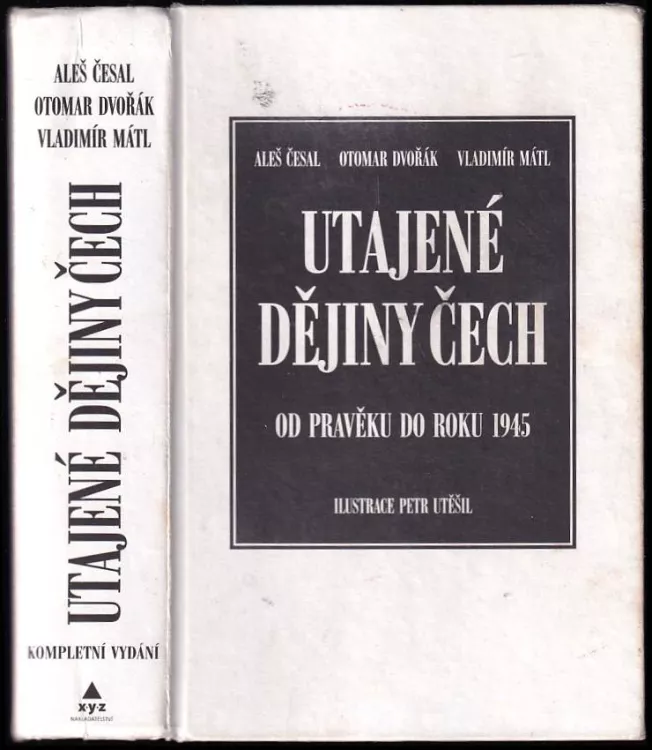 ALEŠ ČESAL
OTOMAR DVOŘÁK
VLADIMÍR MÁTL
UTAJENÉ DĚJINY ČECH
KOMPLETNÍ VYDÁNÍ
x·y·z
NAKLADATELSTVÍ
ALEŠ ČESAL OTOMAR DVOŘÁK VLADIMÍR MÁTL
UTAJENÉ
DĚJINY ČECH
OD PRAVĚKU DO ROKU 1945
ILUSTRACE PETR UTĚŠIL